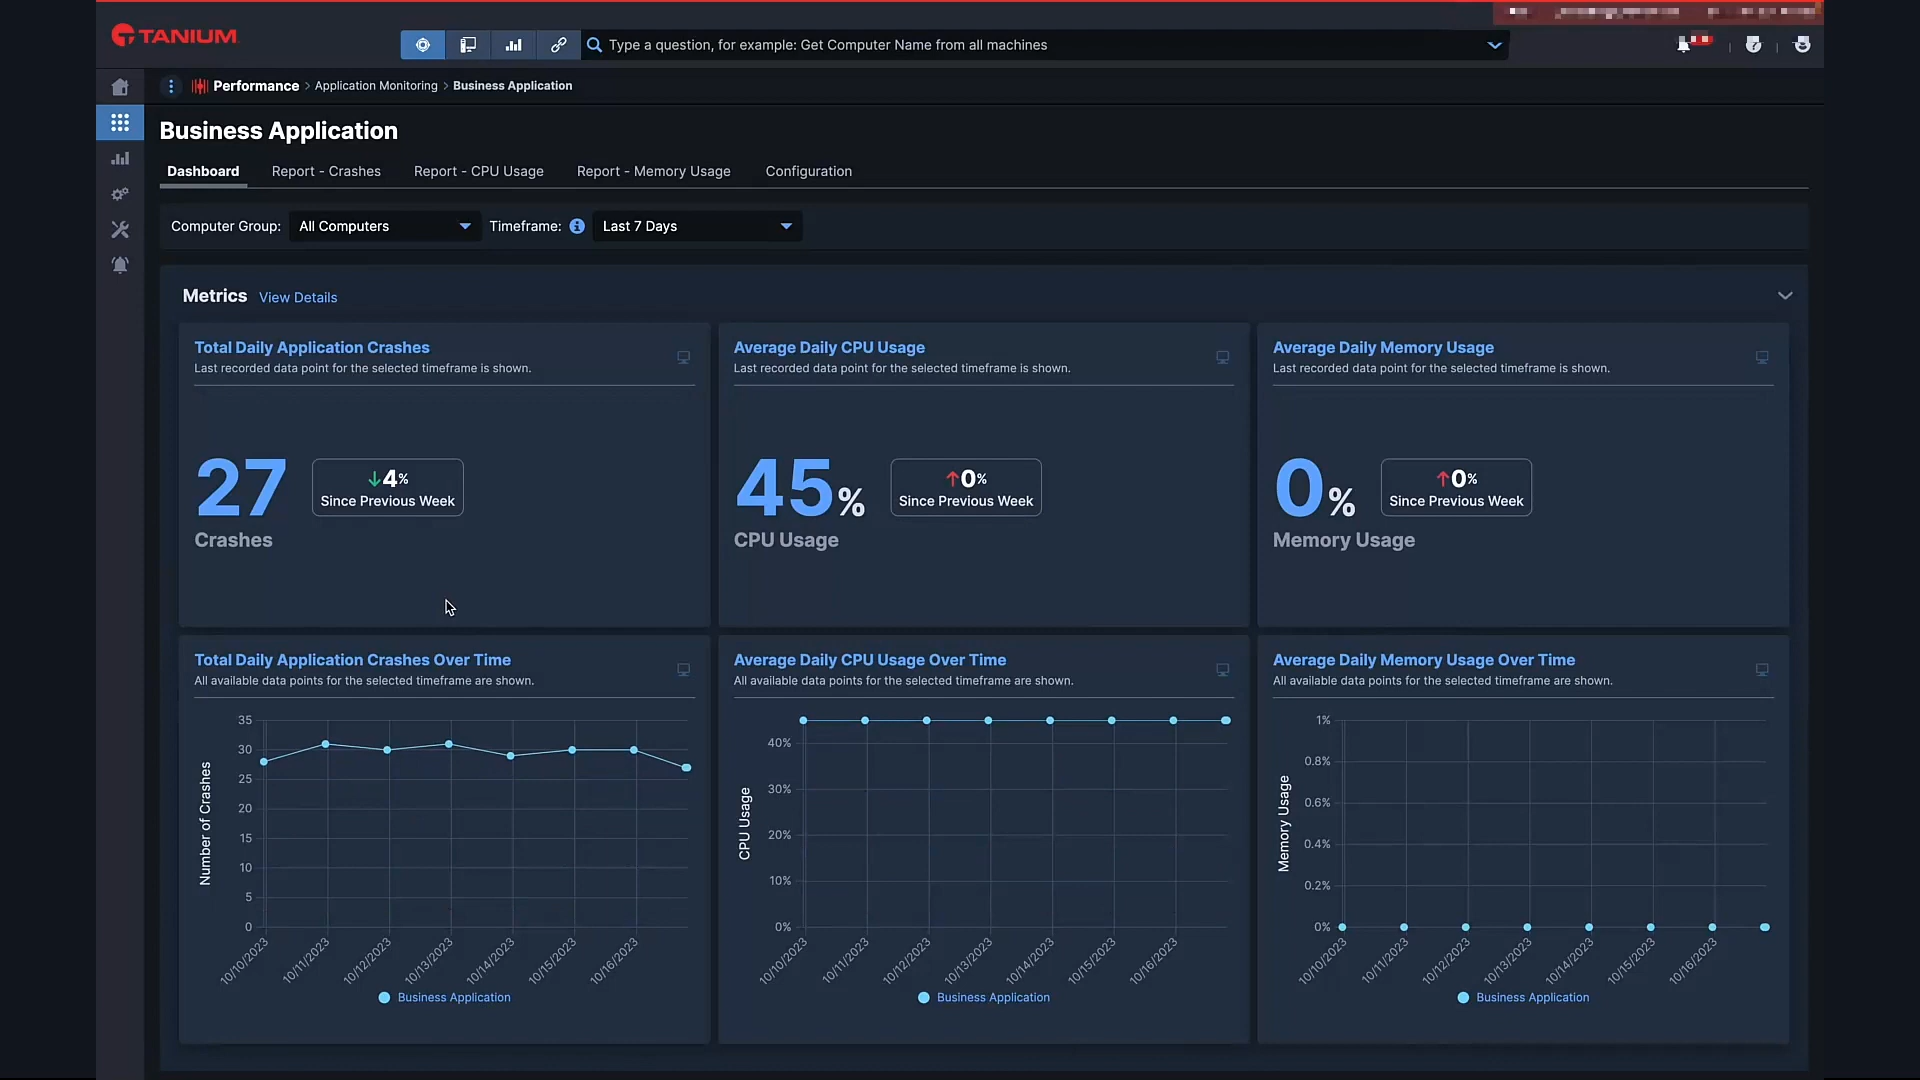 TANIUM
Type a question, for example: Get Computer Name from all machines
Performance > Application Monitoring > Business Application
Business Application
Dashboard Report - Crashes Report - CPU Usage Report - Memory Usage Configuration
Computer Group: All Computers Timeframe: Last 7 Days
Metrics View Details
Total Daily Application Crashes
Last recorded data point for the selected timeframe is shown.
27
4%
Since Previous Week
Crashes
Average Daily CPU Usage
Last recorded data point for the selected timeframe is shown.
45%
0%
Since Previous Week
CPU Usage
Average Daily Memory Usage
Last recorded data point for the selected timeframe is shown.
0%
0%
Since Previous Week
Memory Usage
Total Daily Application Crashes Over Time
All available data points for the selected timeframe are shown.
Number of Crashes
35
30
25
20
15
10
5
0
10/10/2023 10/11/2023 10/12/2023 10/13/2023 10/14/2023 10/15/2023 10/16/2023
Business Application
Average Daily CPU Usage Over Time
All available data points for the selected timeframe are shown.
CPU Usage
40%
30%
20%
10%
0%
10/10/2023 10/11/2023 10/12/2023 10/13/2023 10/14/2023 10/15/2023 10/16/2023
Business Application
Average Daily Memory Usage Over Time
All available data points for the selected timeframe are shown.
Memory Usage
1%
0.8%
0.6%
0.4%
0.2%
0%
10/10/2023 10/11/2023 10/12/2023 10/13/2023 10/14/2023 10/15/2023 10/16/2023
Business Application